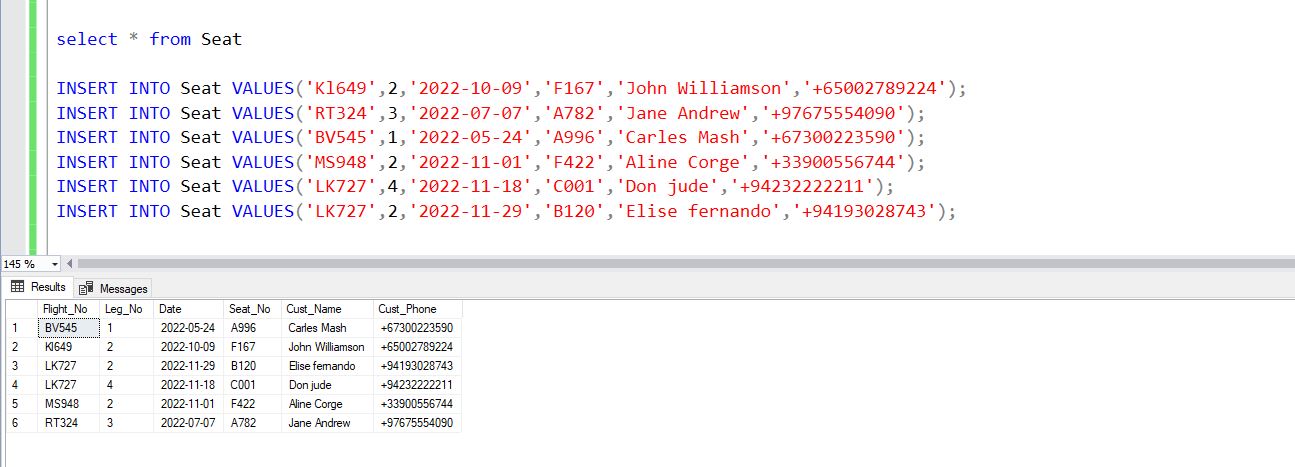 select * from Seat
INSERT INTO Seat VALUES('Kl649',2,'2022-10-09','F167','John Williamson','+65002789224');
INSERT INTO Seat VALUES('RT324',3,'2022-07-07','A782','Jane Andrew','+97675554090');
INSERT INTO Seat VALUES('BV545',1,'2022-05-24','A996','Carles Mash','+67300223590');
INSERT INTO Seat VALUES('MS948',2,'2022-11-01','F422','Aline Corge','+33900556744');
INSERT INTO Seat VALUES('LK727',4,'2022-11-18','C001','Don jude','+94232222211');
INSERT INTO Seat VALUES('LK727',2,'2022-11-29','B120','Elise fernando','+94193028743');
145 %
Results Messages
Flight_No Leg_No Date Seat_No Cust_Name Cust_Phone
1 BV545 1 2022-05-24 A996 Carles Mash +67300223590
2 Kl649 2 2022-10-09 F167 John Williamson +65002789224
3 LK727 2 2022-11-29 B120 Elise fernando +94193028743
4 LK727 4 2022-11-18 C001 Don jude +94232222211
5 MS948 2 2022-11-01 F422 Aline Corge +33900556744
6 RT324 3 2022-07-07 A782 Jane Andrew +97675554090